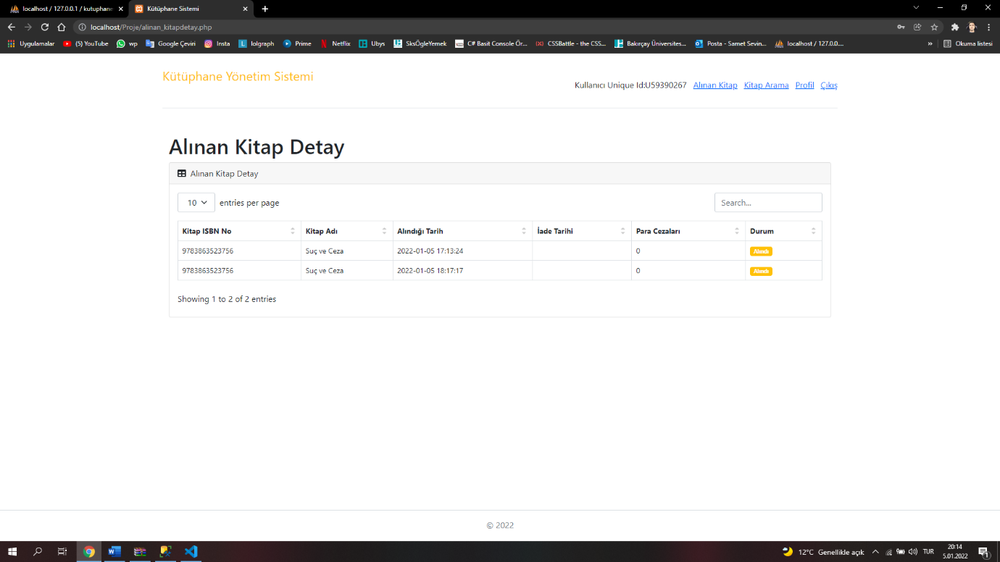 localhost / 127.0.0.1 / kutuphane
Kütüphane Sistemi
localhost/Proje/alinan_kitapdetay.php
Uygulamalar (5) YouTube wp Google Çeviri Insta lolgraph Prime Netflix Ubys SksÖgleYemek C# Basit Console Ör... CSSBattle - the CSS... Bakırçay Üniversites... Posta - Samet Sevin... localhost / 127.0.0.... » Okuma listesi
Kütüphane Yönetim Sistemi
Kullanıcı Unique Id:U59390267 Alınan Kitap Kitap Arama Profil Çıkış
Alınan Kitap Detay
Alınan Kitap Detay
10 entries per page Search...
Kitap ISBN No Kitap Adı Alındığı Tarih İade Tarihi Para Cezaları Durum
9783863523756 Suç ve Ceza 2022-01-05 17:13:24 0 Alındı
9783863523756 Suç ve Ceza 2022-01-05 18:17:17 0 Alındı
Showing 1 to 2 of 2 entries
© 2022
12°C Genellikle açık TUR 20:14
5.01.2022
1